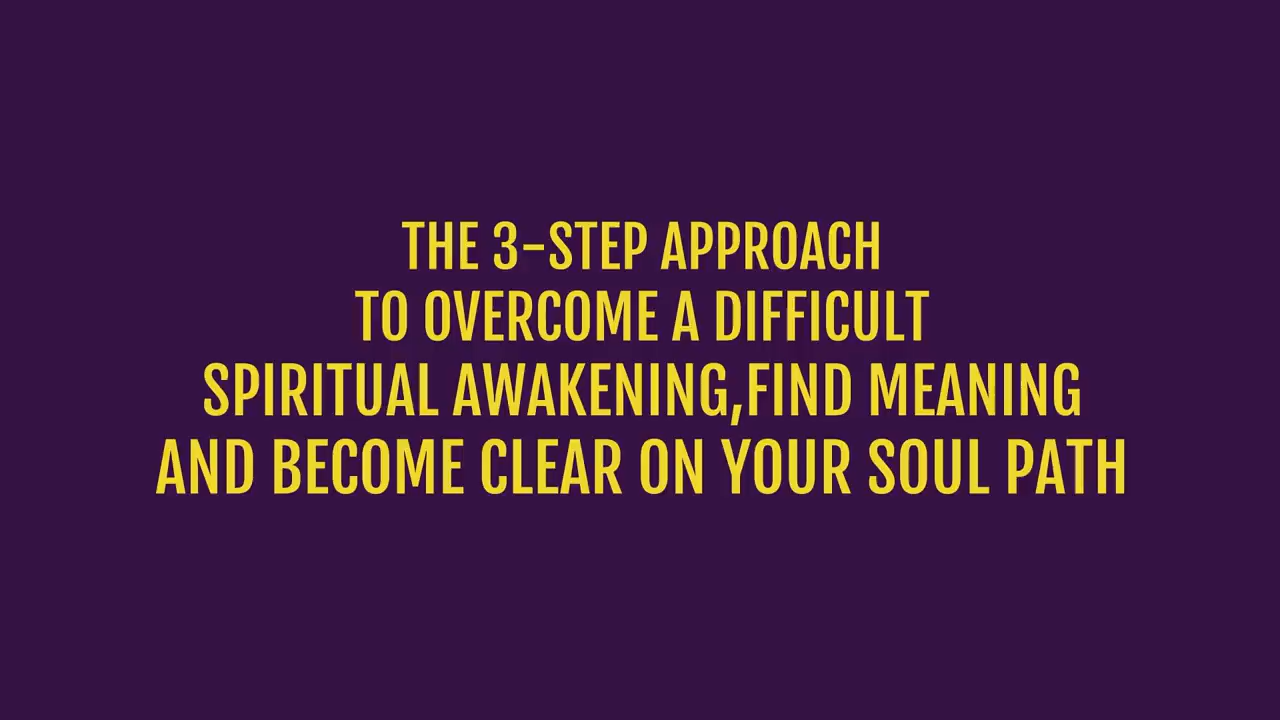 THE 3-STEP APPROACH
TO OVERCOME A DIFFICULT
SPIRITUAL AWAKENING,FIND MEANING
AND BECOME CLEAR ON YOUR SOUL PATH